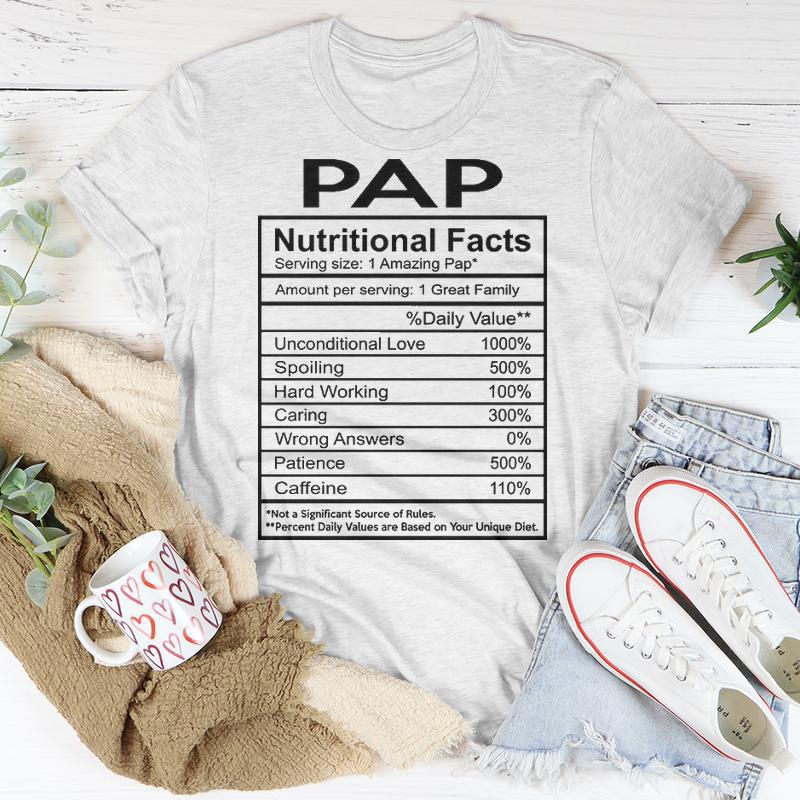 PAP
Nutritional Facts
Serving size: 1 Amazing Pap*
Amount per serving: 1 Great Family
%Daily Value**
Unconditional Love 1000%
Spoiling 500%
Hard Working 100%
Caring 300%
Wrong Answers 0%
Patience 500%
Caffeine 110%
*Not a Significant Source of Rules.
**Percent Daily Values are Based on Your Unique Diet.